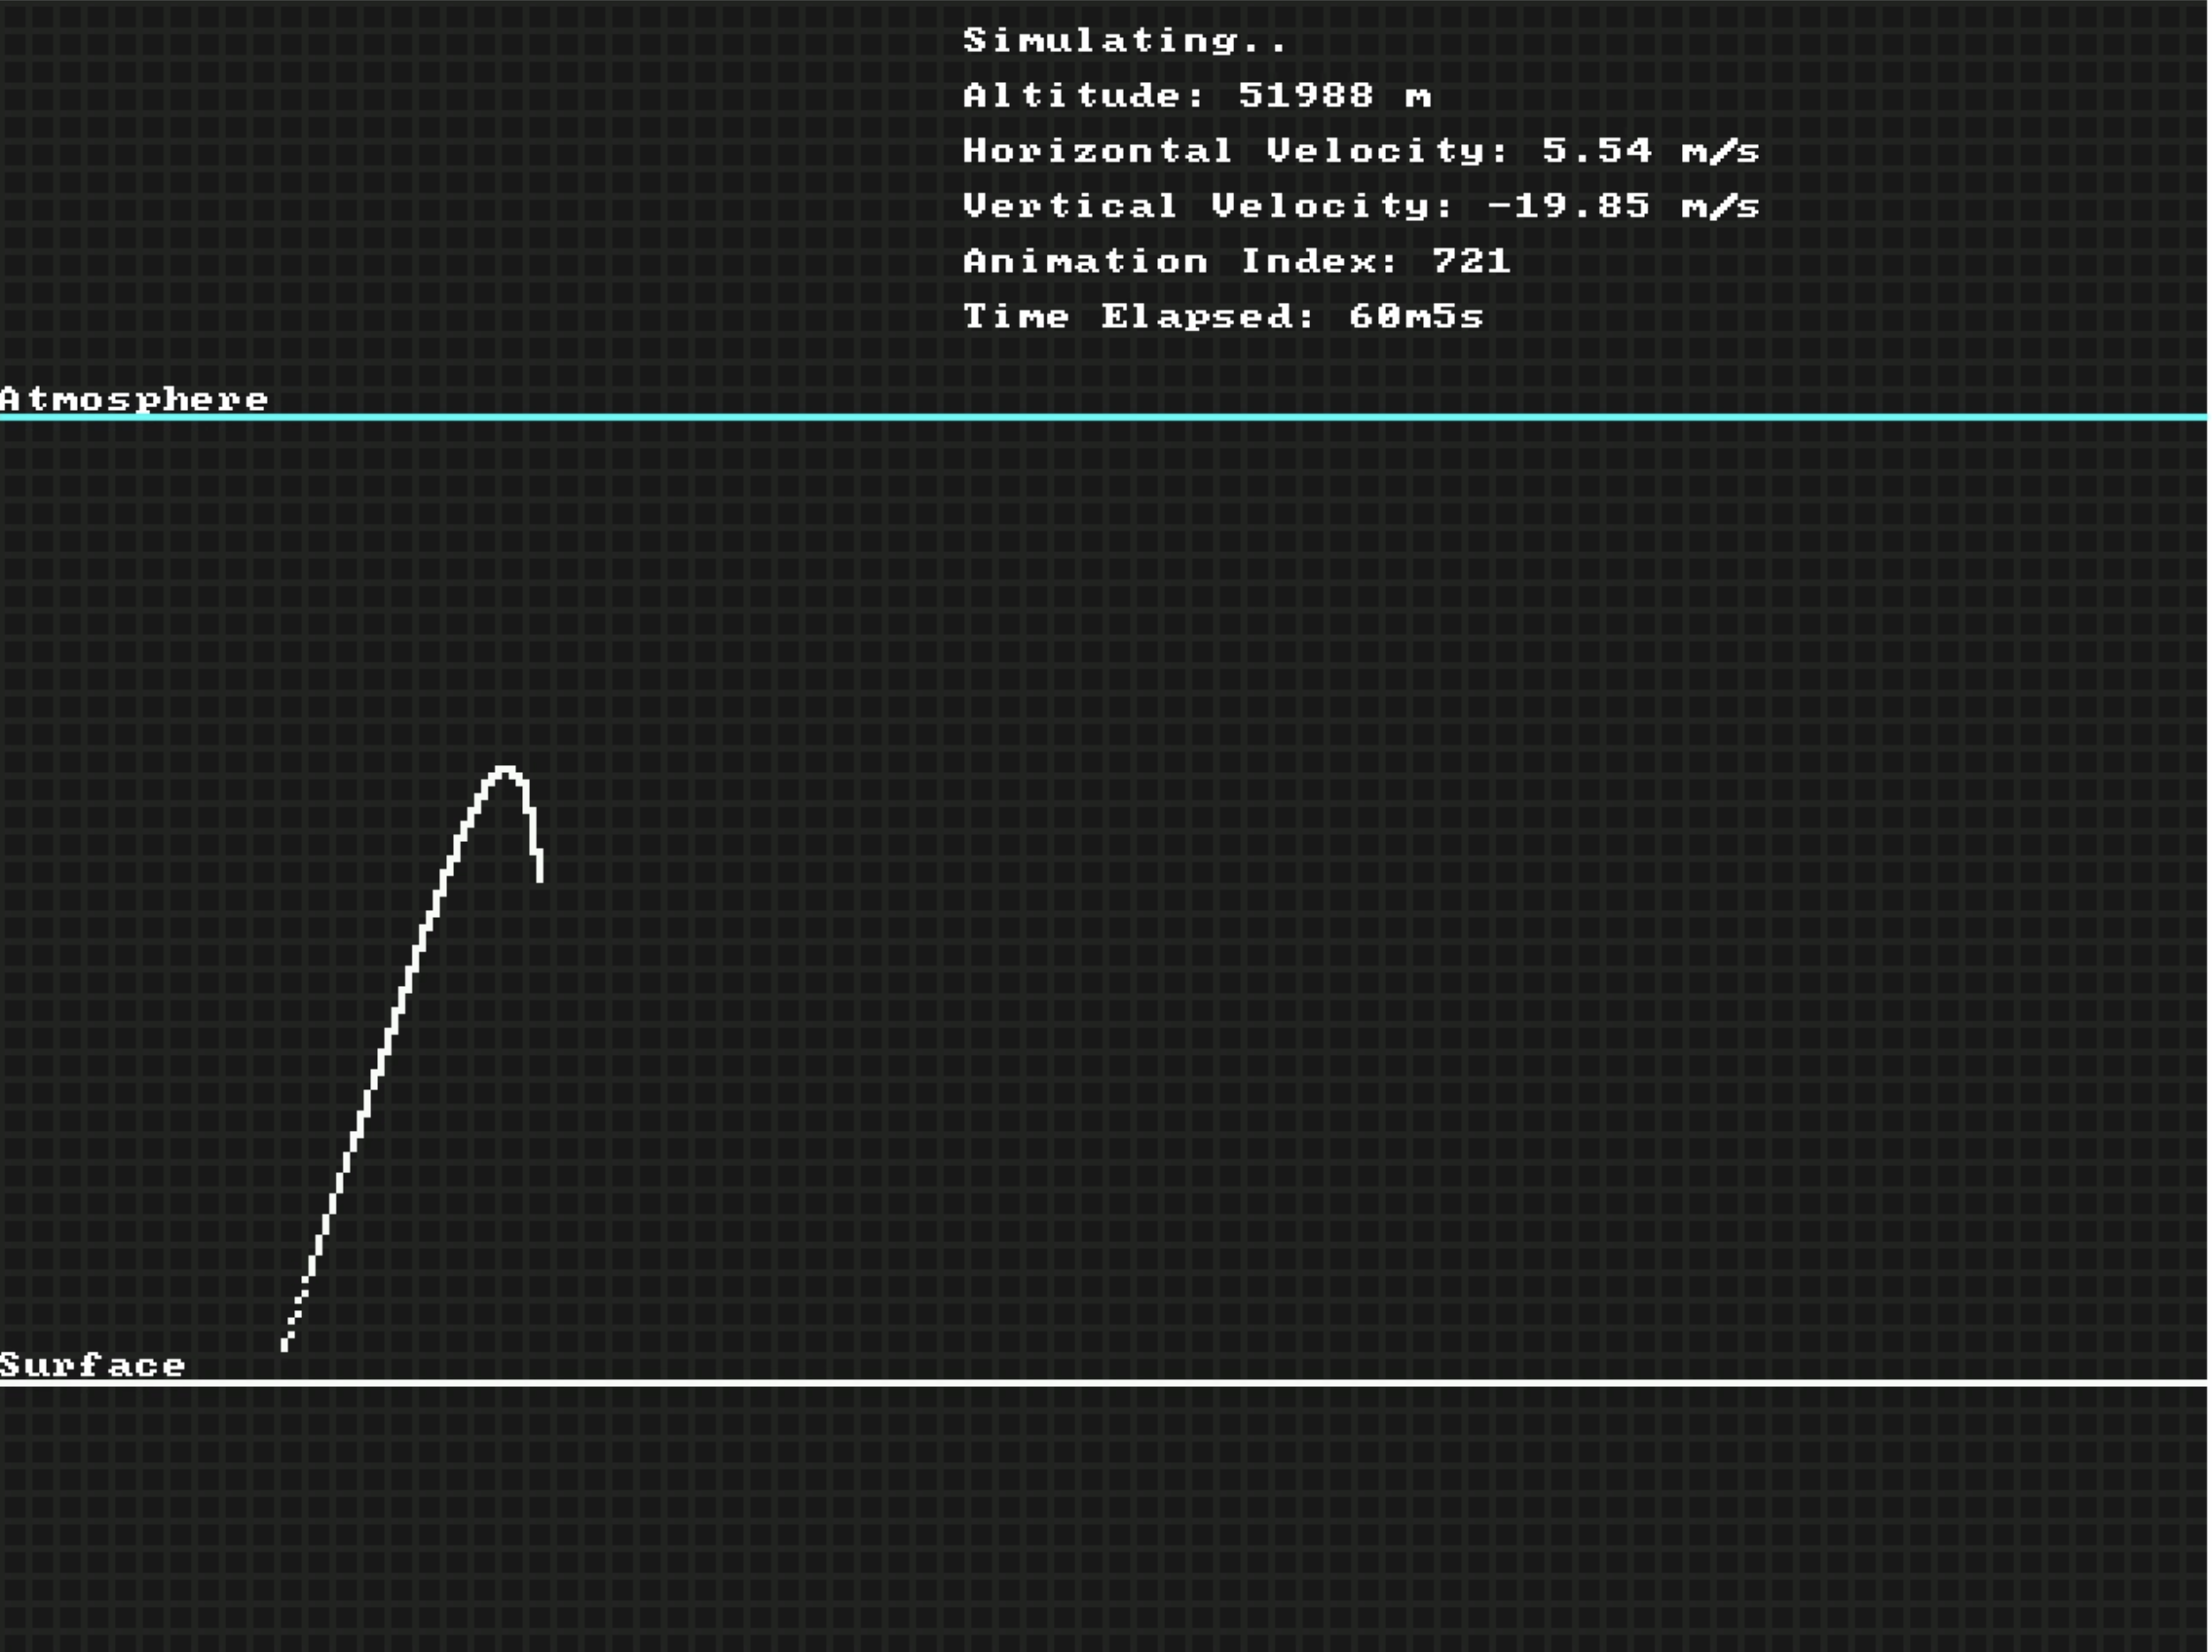 Simulating..
Altitude: 51988 m
Horizontal Velocity: 5.54 m/s
Vertical Velocity: -19.85 m/s
Animation Index: 721
Time Elapsed: 60m5s
Atmosphere
Surface